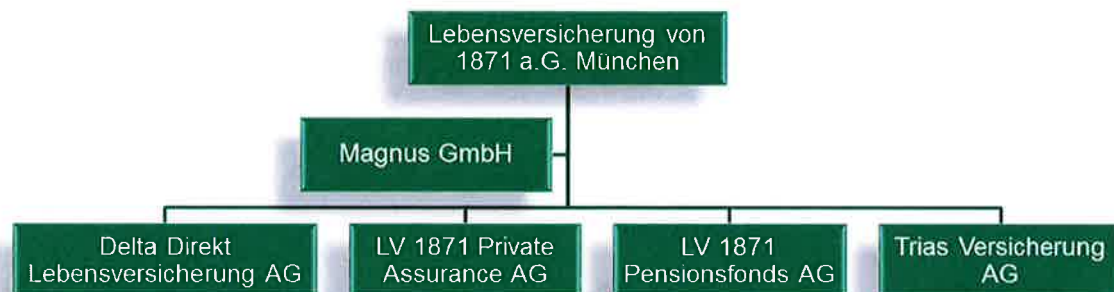 Lebensversicherung von
1871 a.G. München
Magnus GmbH
Delta Direkt
Lebensversicherung AG
LV 1871 Private
Assurance AG
LV 1871
Pensionsfonds AG
Trias Versicherung
AG